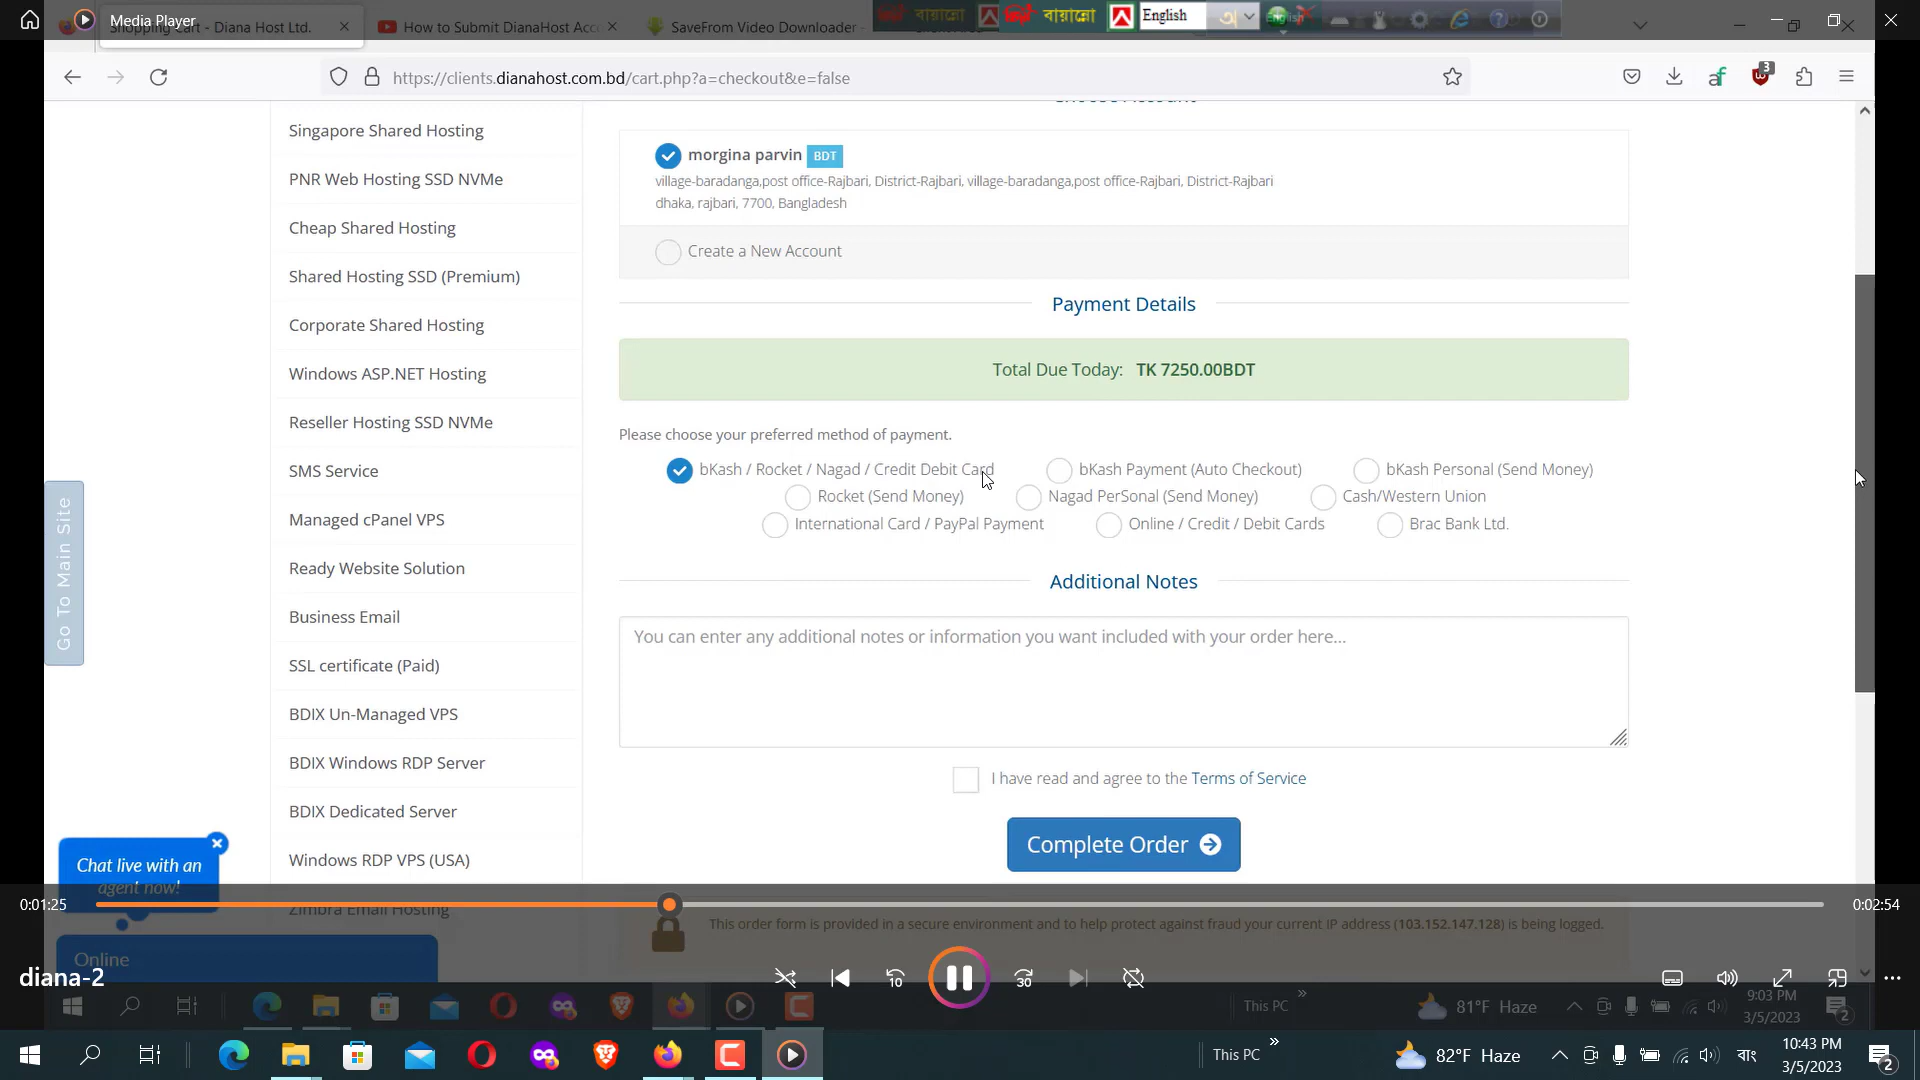 Media Player
Shopping Cart - Diana Host Ltd.
How to Submit DianaHost Acc
SaveFrom Video Downloader
বায়ান্নো
বায়ান্নো
English
অ
https://clients.dianahost.com.bd/cart.php?a=checkout&e=false
3
Singapore Shared Hosting
PNR Web Hosting SSD NVMe
Cheap Shared Hosting
Shared Hosting SSD (Premium)
Corporate Shared Hosting
Windows ASP.NET Hosting
Reseller Hosting SSD NVMe
SMS Service
Managed cPanel VPS
Ready Website Solution
Business Email
SSL certificate (Paid)
BDIX Un-Managed VPS
BDIX Windows RDP Server
BDIX Dedicated Server
Windows RDP VPS (USA)
Zimbra Email Hosting
Go To Main Site
Choose Account
morgina parvin BDT
village-baradanga,post office-Rajbari, District-Rajbari, village-baradanga,post office-Rajbari, District-Rajbari
dhaka, rajbari, 7700, Bangladesh
Create a New Account
Payment Details
Total Due Today: TK 7250.00BDT
Please choose your preferred method of payment.
bKash / Rocket / Nagad / Credit Debit Card
bKash Payment (Auto Checkout)
bKash Personal (Send Money)
Rocket (Send Money)
Nagad PerSonal (Send Money)
Cash/Western Union
International Card / PayPal Payment
Online / Credit / Debit Cards
Brac Bank Ltd.
Additional Notes
You can enter any additional notes or information you want included with your order here...
I have read and agree to the Terms of Service
Complete Order
Chat live with an
agent now!
Online
0:01:25
0:02:54
This order form is provided in a secure environment and to help protect against fraud your current IP address (103.152.147.128) is being logged.
diana-2
10
30
This PC
81°F Haze
9:03 PM
3/5/2023
2
This PC
82°F Haze
বাং
10:43 PM
3/5/2023
2